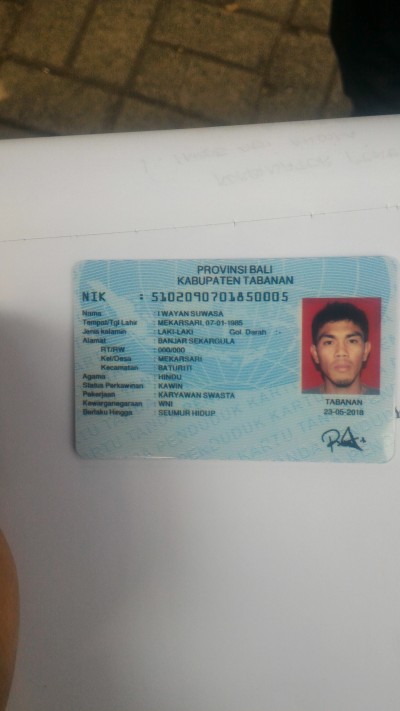 PROVINSI BALI
KABUPATEN TABANAN
NIK : 5102090701850005
Nama : I WAYAN SUWASA
Tempat/Tgl Lahir : MEKARSARI, 07-01-1985
Jenis kelamin : LAKI-LAKI Gol. Darah :-
Alamat : BANJAR SEKARGULA
RT/RW : 000/000
Kel/Desa : MEKARSARI
Kecamatan : BATURITI
Agama : HINDU
Status Perkawinan : KAWIN
Pekerjaan : KARYAWAN SWASTA
Kewarganegaraan : WNI
Berlaku Hingga : SEUMUR HIDUP
TABANAN
23-05-2018